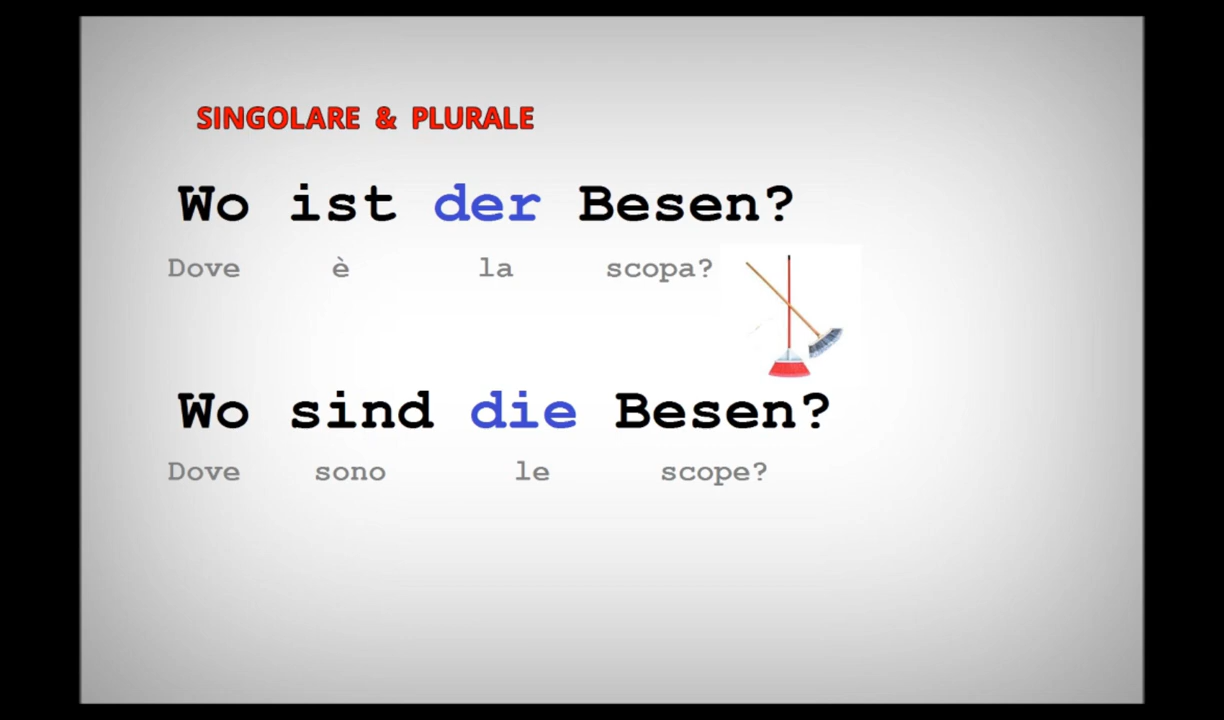 SINGOLARE & PLURALE
Wo ist der Besen?
Dove è la scopa?
Wo sind die Besen?
Dove sono le scope?